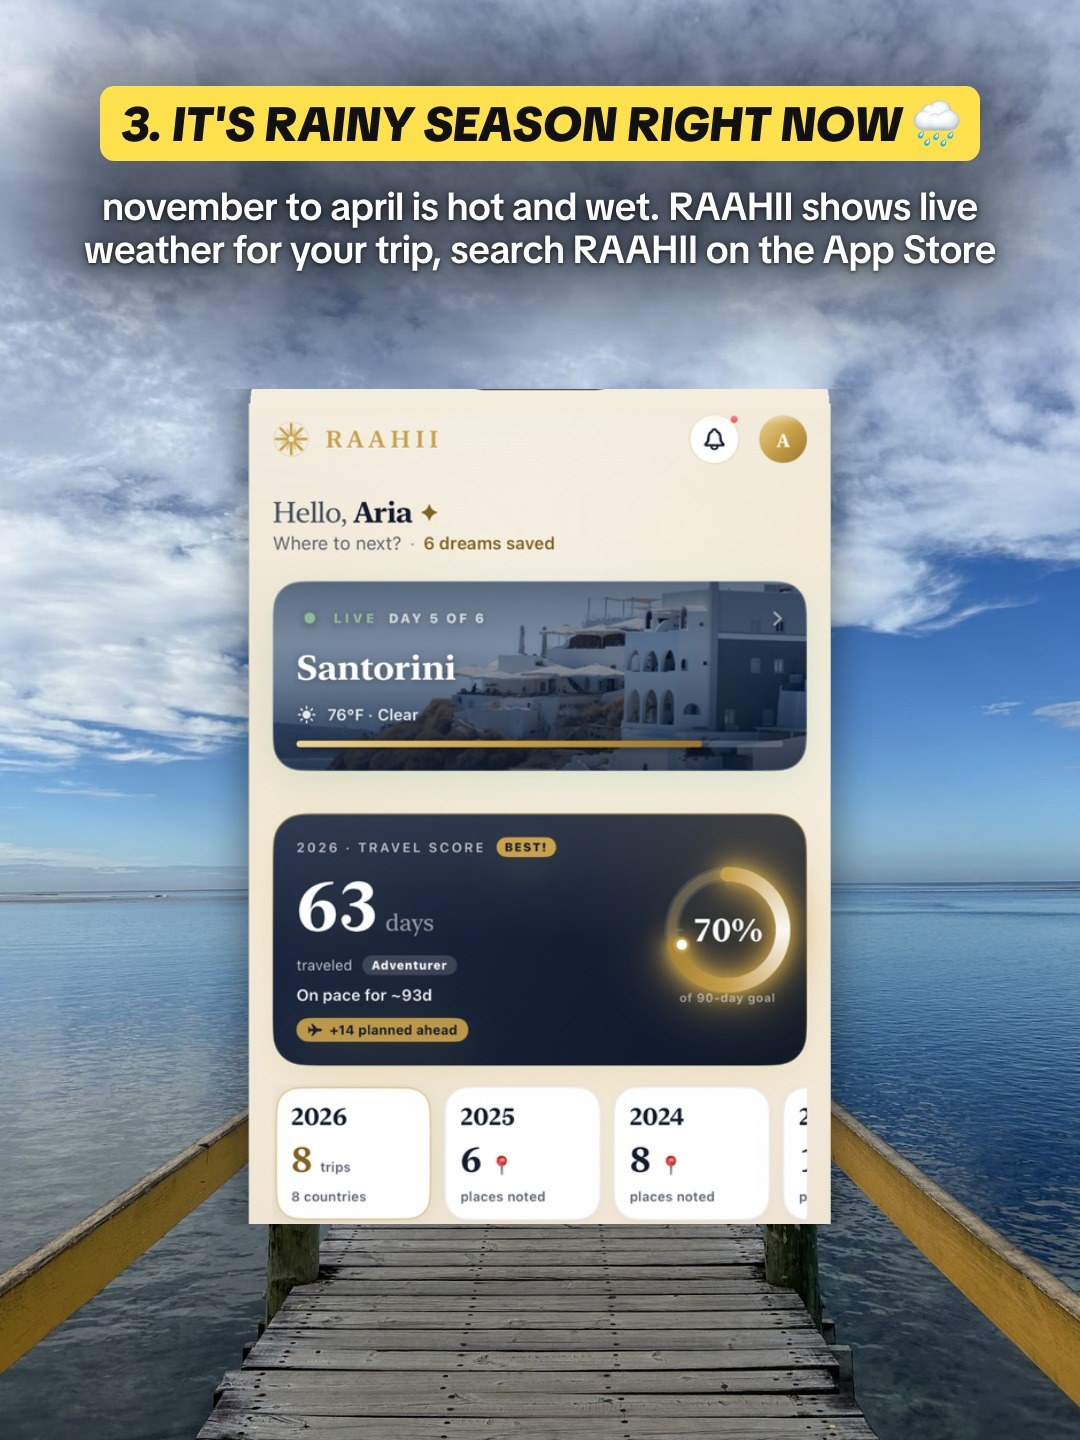 3. IT'S RAINY SEASON RIGHT NOW 🌧️
november to april is hot and wet. RAAHII shows live
weather for your trip, search RAAHII on the App Store
RAAHII
A
Hello, Aria ✦
Where to next? · 6 dreams saved
LIVE DAY 5 OF 6
Santorini
76°F · Clear
2026 · TRAVEL SCORE BEST!
63 days
70%
of 90-day goal
traveled Adventurer
On pace for ~93d
+14 planned ahead
2026
8 trips
8 countries
2025
6 📍
places noted
2024
8 📍
places noted